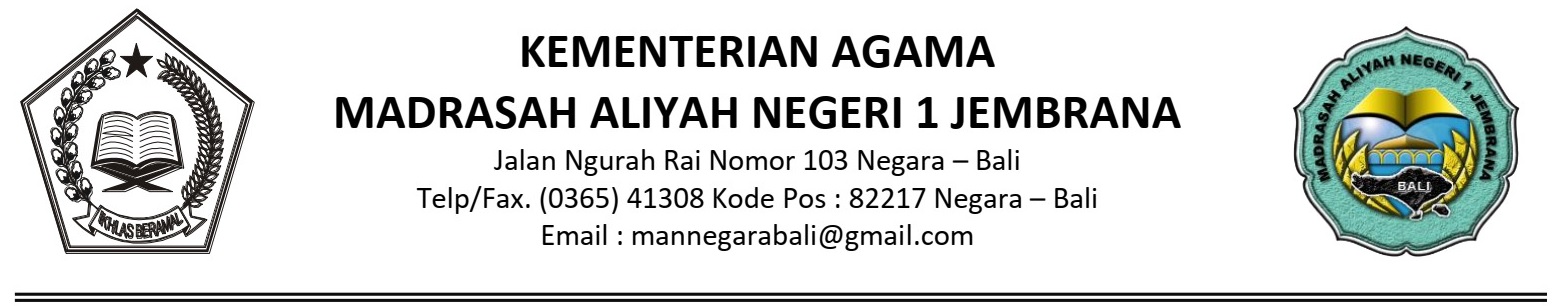 KEMENTERIAN AGAMA
MADRASAH ALIYAH NEGERI 1 JEMBRANA
Jalan Ngurah Rai Nomor 103 Negara – Bali
Telp/Fax. (0365) 41308 Kode Pos : 82217 Negara – Bali
Email : mannegarabali@gmail.com
IKHLAS BERAMAL
MADRASAH ALIYAH NEGERI 1 JEMBRANA
BALI